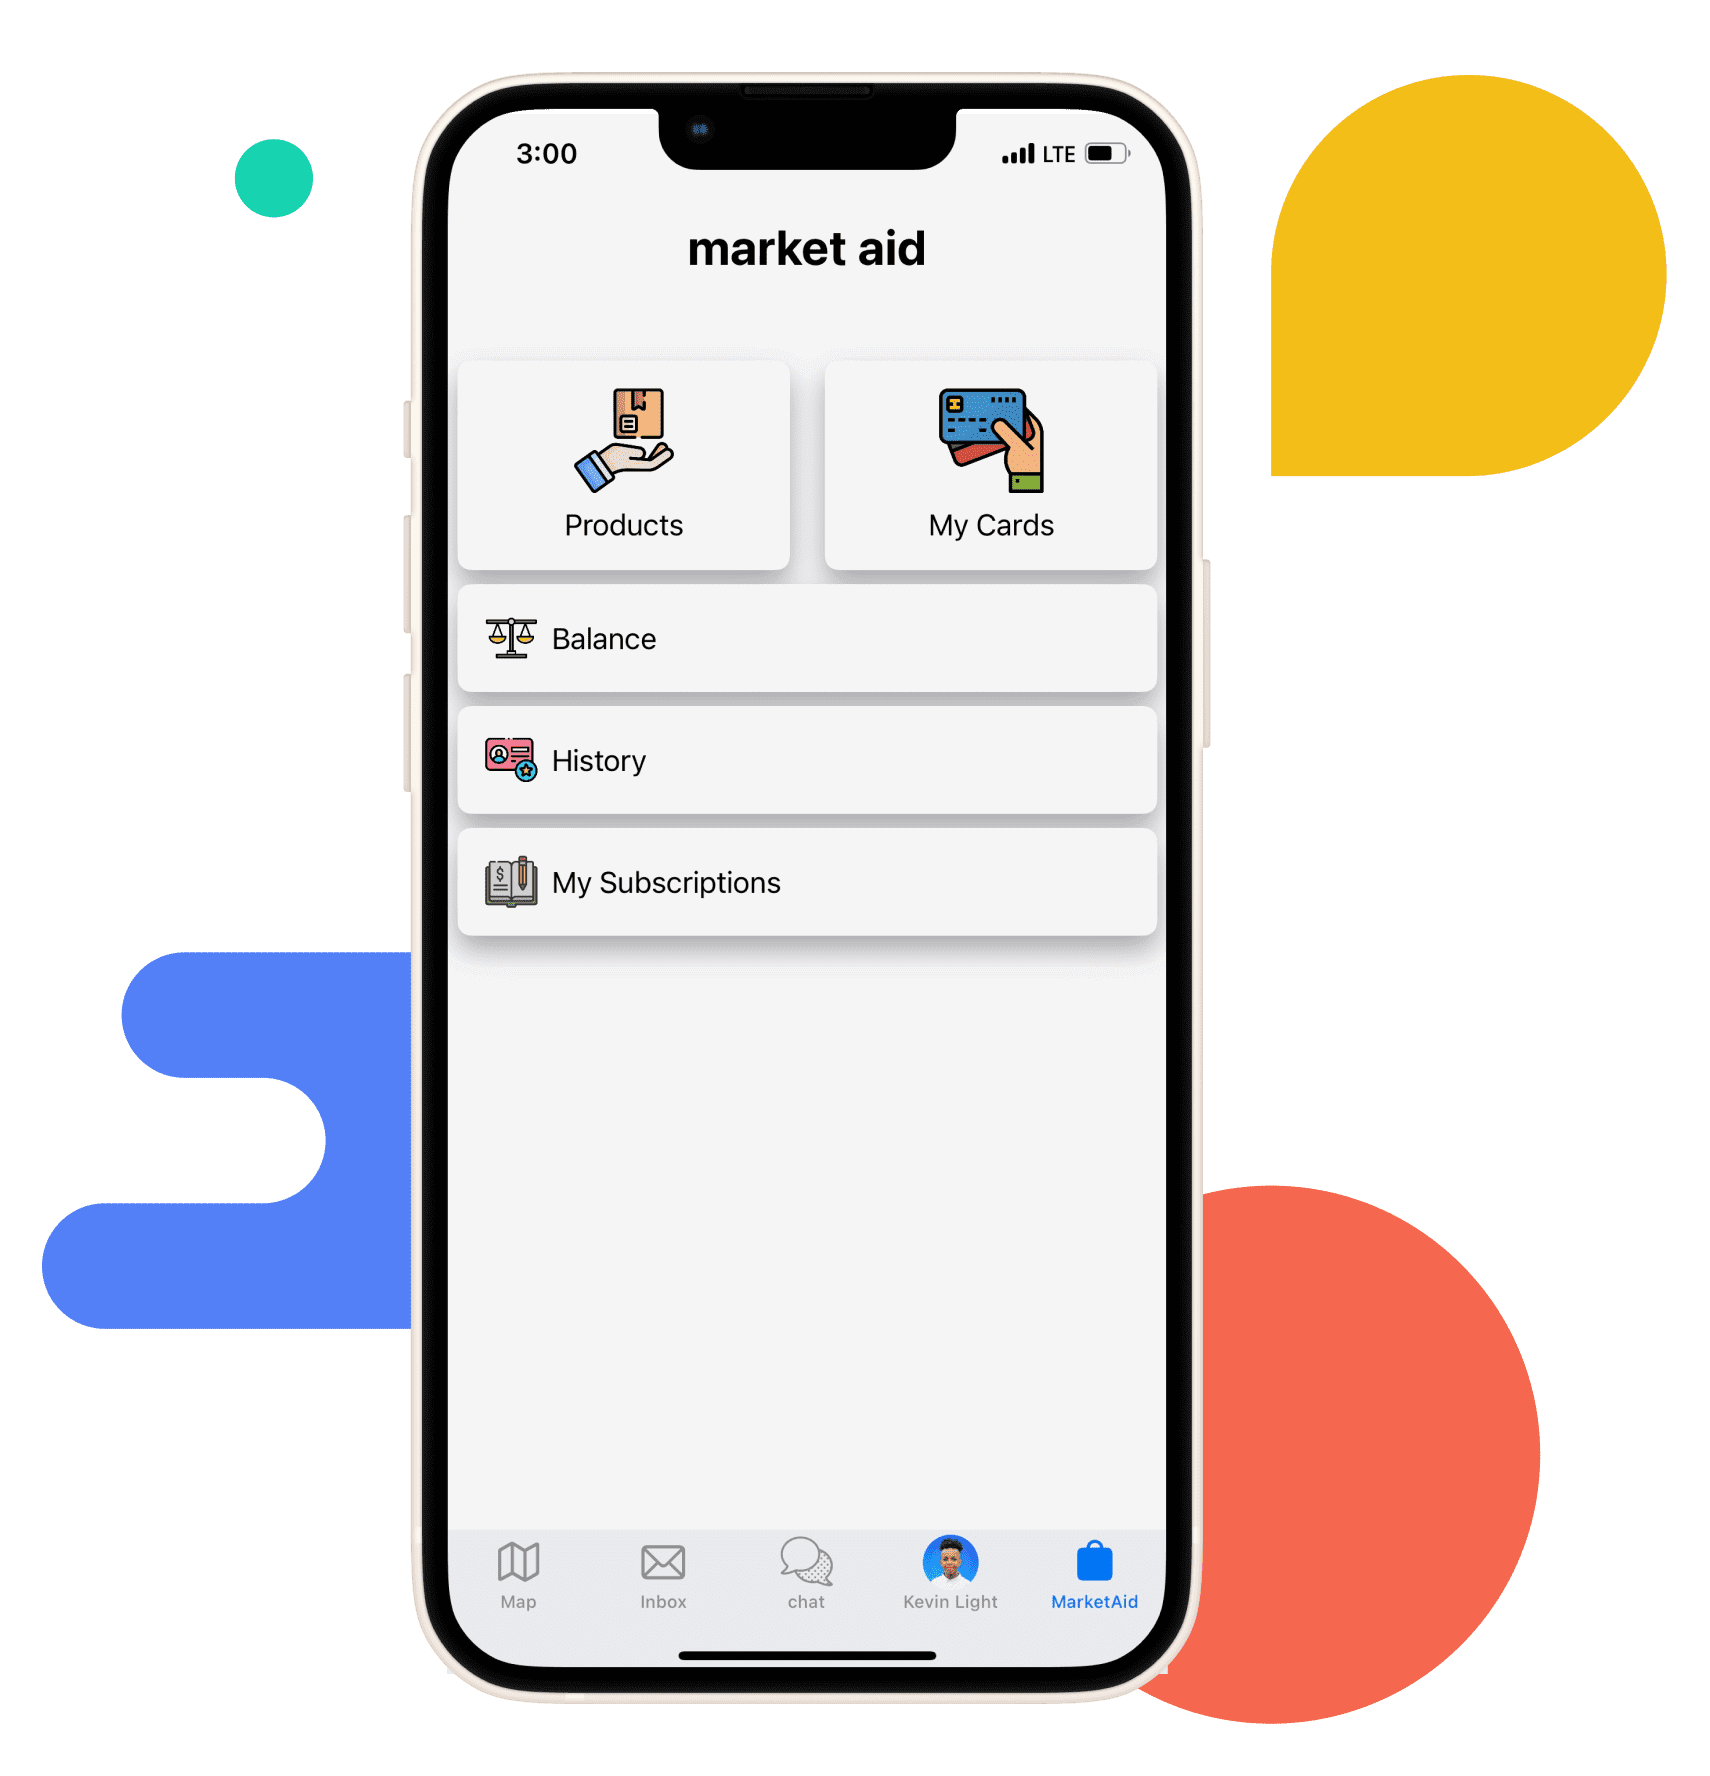 3:00 LTE
market aid
Products My Cards
Balance
History
My Subscriptions
Map Inbox chat Kevin Light MarketAid